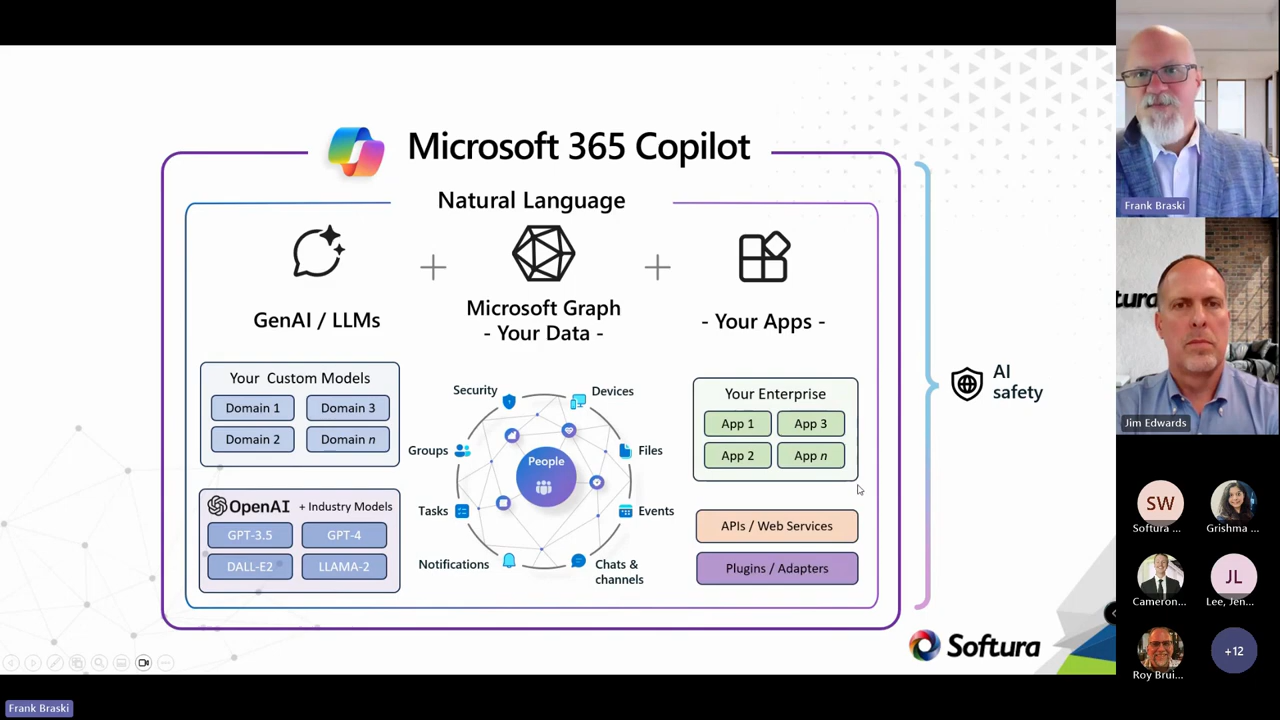 Microsoft 365 Copilot
Natural Language
GenAI / LLMs
Microsoft Graph
- Your Data -
- Your Apps -
Your Custom Models
Domain 1
Domain 3
Domain 2
Domain n
OpenAI + Industry Models
GPT-3.5
GPT-4
DALL-E2
LLAMA-2
Security
Devices
Groups
People
Files
Tasks
Events
Notifications
Chats &
channels
Your Enterprise
App 1
App 3
App 2
App n
APIs / Web Services
Plugins / Adapters
AI
safety
Softura
Frank Braski
tura
Jim Edwards
SW
Softura ...
Grishma ...
Cameron...
JL
Lee, Jen...
Roy Brui...
+12
Frank Braski